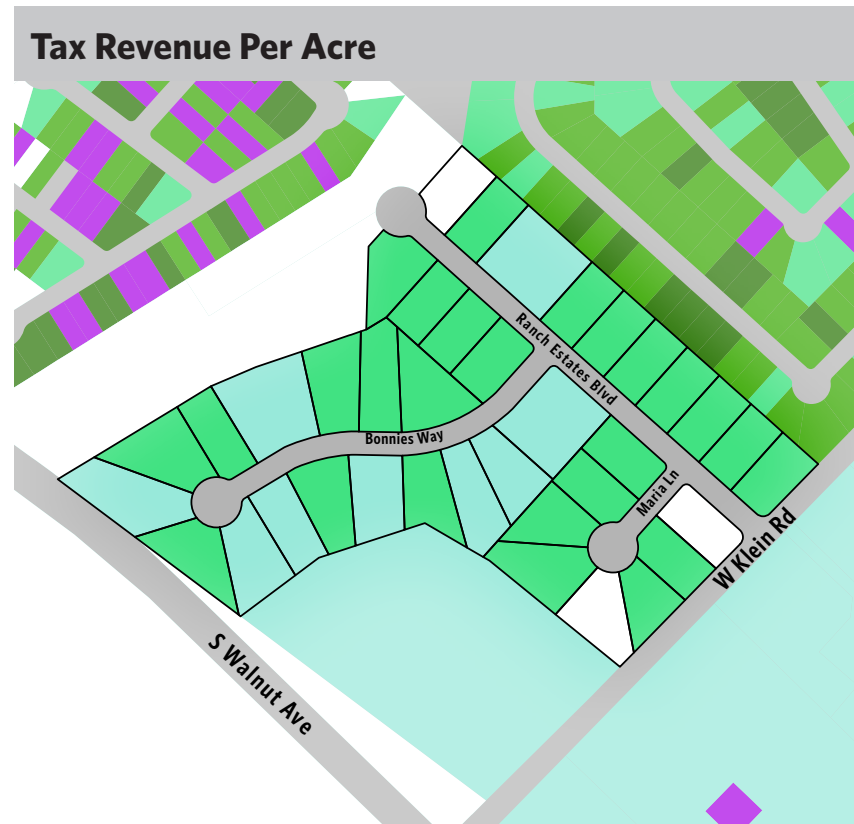 Tax Revenue Per Acre
Ranch Estates Blvd
Bonnies Way
Maria Ln
W Klein Rd
S Walnut Ave